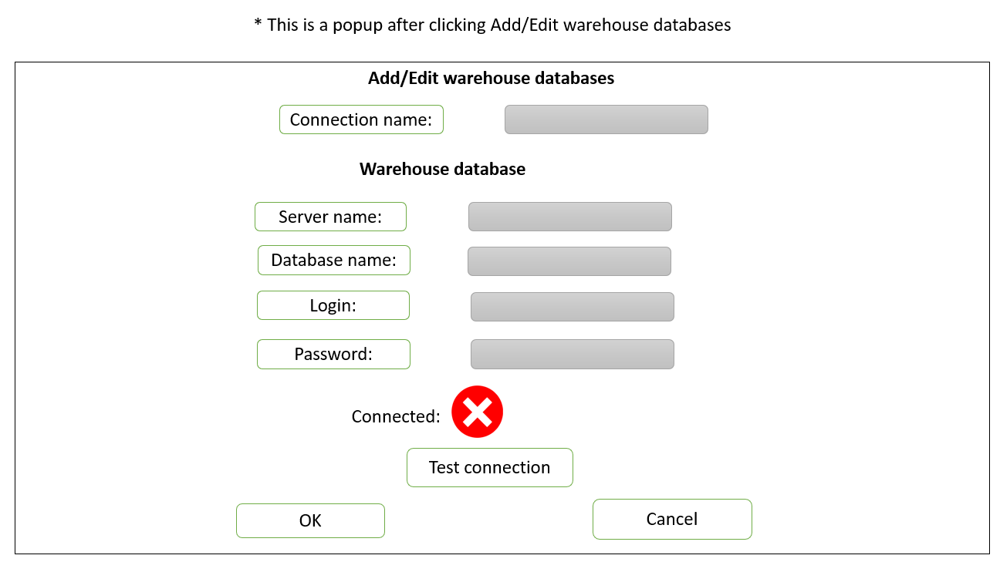 * This is a popup after clicking Add/Edit warehouse databases
Add/Edit warehouse databases
Connection name:
Warehouse database
Server name:
Database name:
Login:
Password:
Connected:
Test connection
OK
Cancel